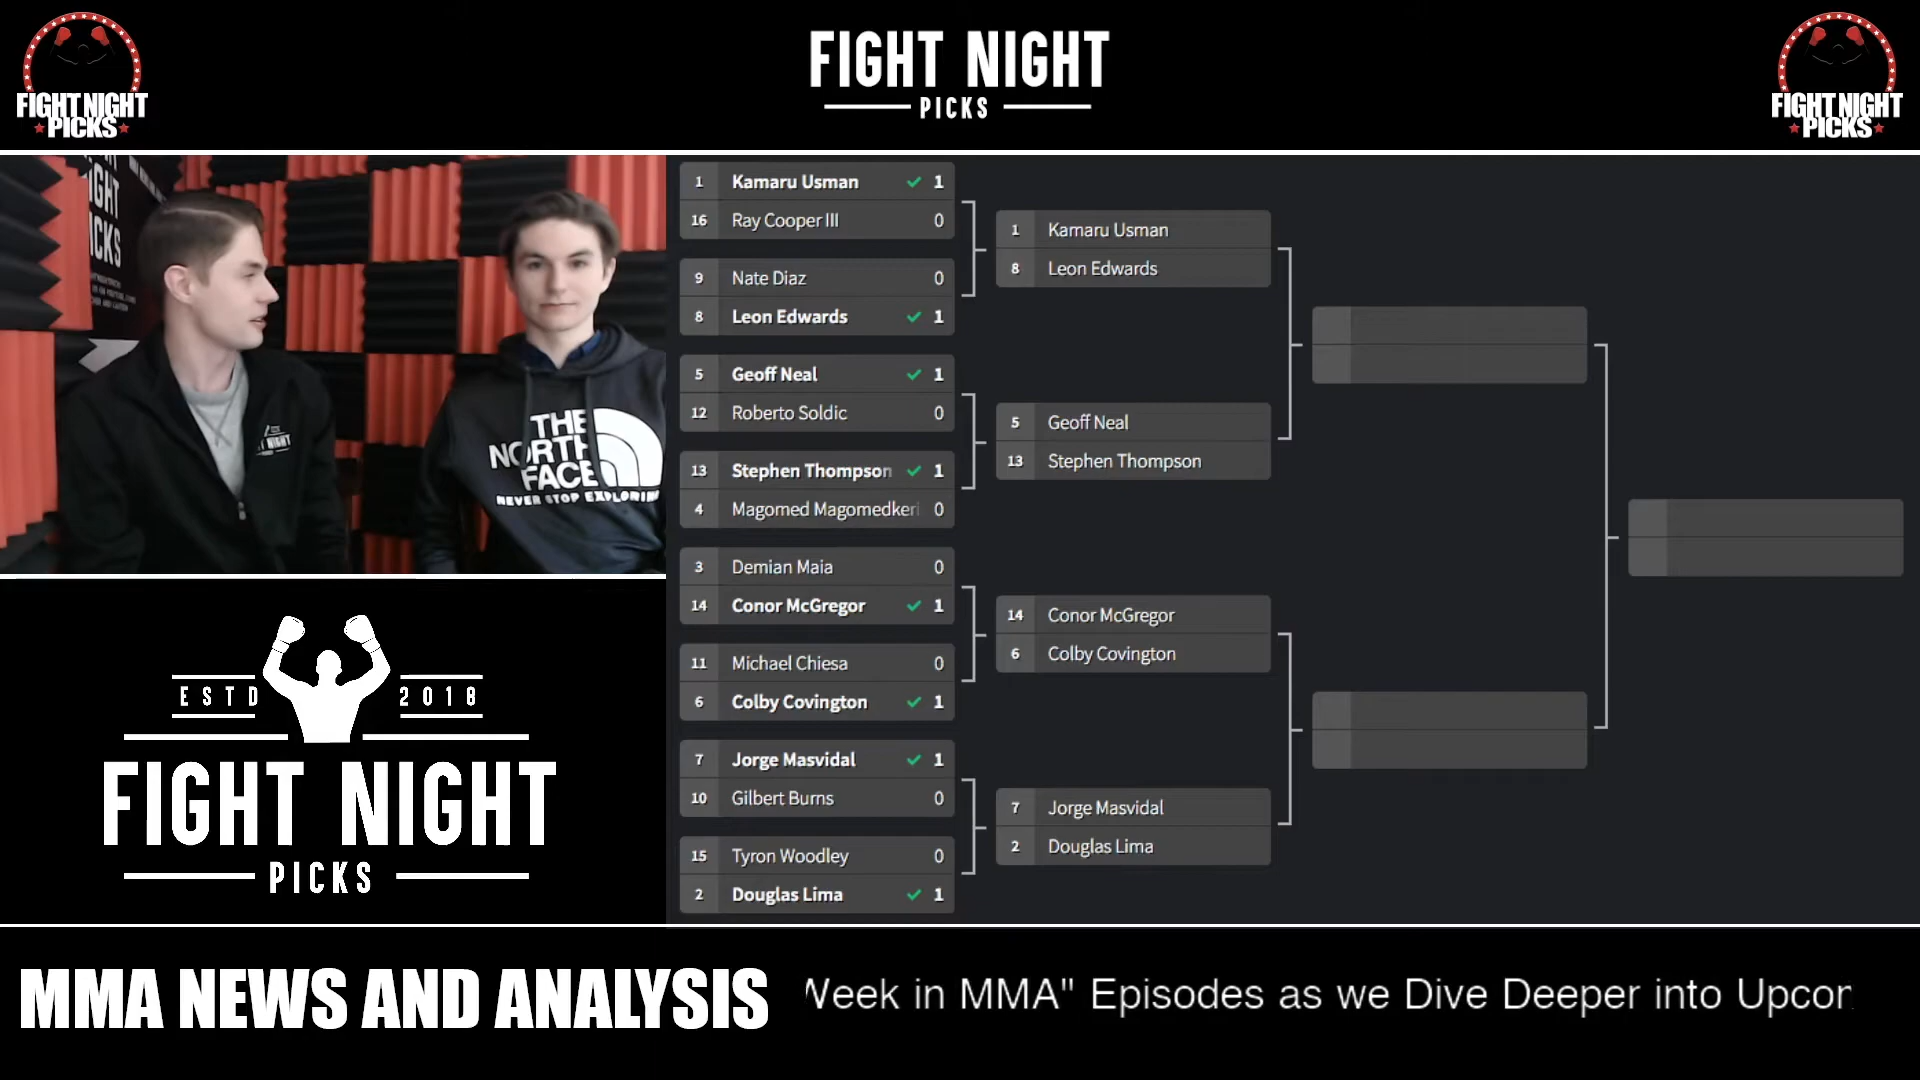 FIGHT NIGHT
PICKS
FIGHT NIGHT
PICKS
FIGHT NIGHT
PICKS
THE
NORTH
FACE
NEVER STOP EXPLORING
ESTD 2018
FIGHT NIGHT
PICKS
1 Kamaru Usman 1
16 Ray Cooper III 0
9 Nate Diaz 0
8 Leon Edwards 1
5 Geoff Neal 1
12 Roberto Soldic 0
13 Stephen Thompson 1
4 Magomed Magomedkeri 0
3 Demian Maia 0
14 Conor McGregor 1
11 Michael Chiesa 0
6 Colby Covington 1
7 Jorge Masvidal 1
10 Gilbert Burns 0
15 Tyron Woodley 0
2 Douglas Lima 1
1 Kamaru Usman
8 Leon Edwards
5 Geoff Neal
13 Stephen Thompson
14 Conor McGregor
6 Colby Covington
7 Jorge Masvidal
2 Douglas Lima
MMA NEWS AND ANALYSIS
Week in MMA" Episodes as we Dive Deeper into Upcom